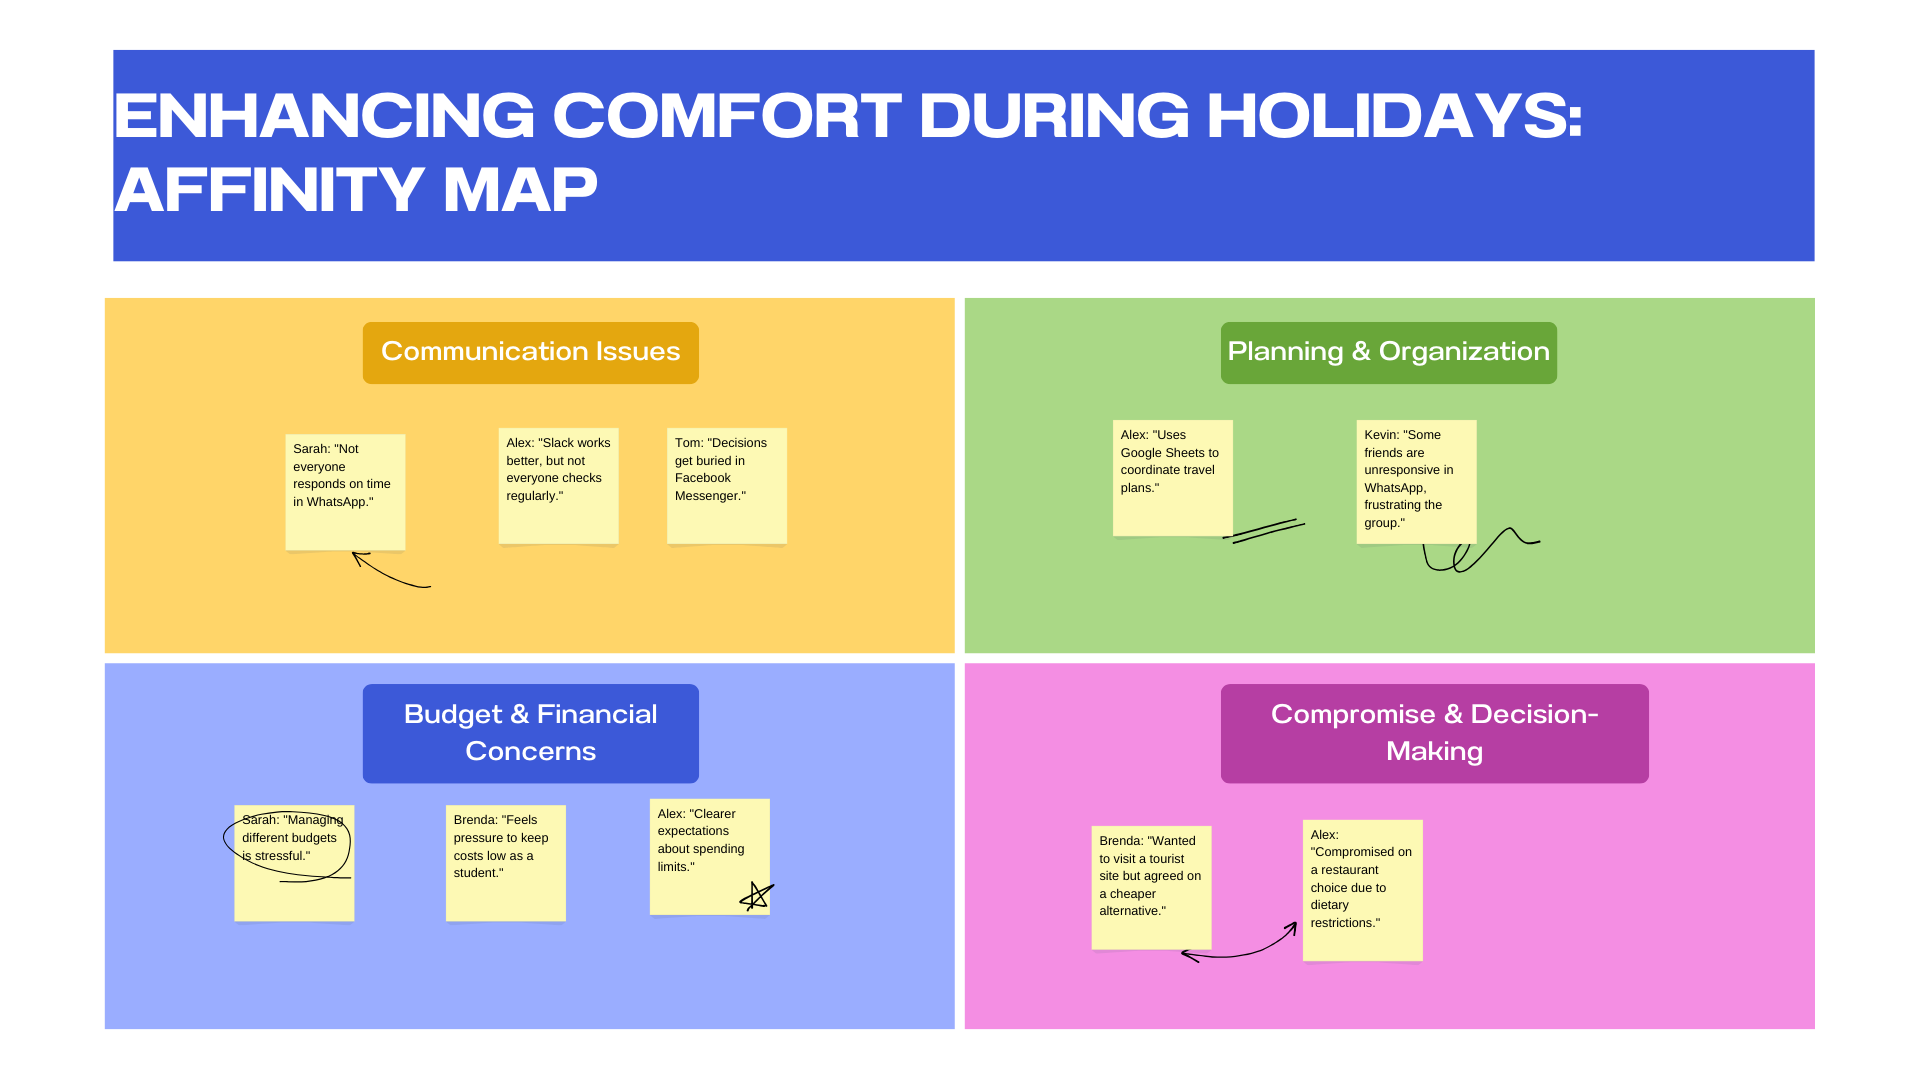 ENHANCING COMFORT DURING HOLIDAYS:
AFFINITY MAP
Communication Issues
Sarah: "Not
everyone
responds on time
in WhatsApp."
Alex: "Slack works
better, but not
everyone checks
regularly."
Tom: "Decisions
get buried in
Facebook
Messenger."
Planning & Organization
Alex: "Uses
Google Sheets to
coordinate travel
plans."
Kevin: "Some
friends are
unresponsive in
WhatsApp,
frustrating the
group."
Budget & Financial
Concerns
Sarah: "Managing
different budgets
is stressful."
Brenda: "Feels
pressure to keep
costs low as a
student."
Alex: "Clearer
expectations
about spending
limits."
Compromise & Decision-
Making
Brenda: "Wanted
to visit a tourist
site but agreed on
a cheaper
alternative."
Alex:
"Compromised on
a restaurant
choice due to
dietary
restrictions."